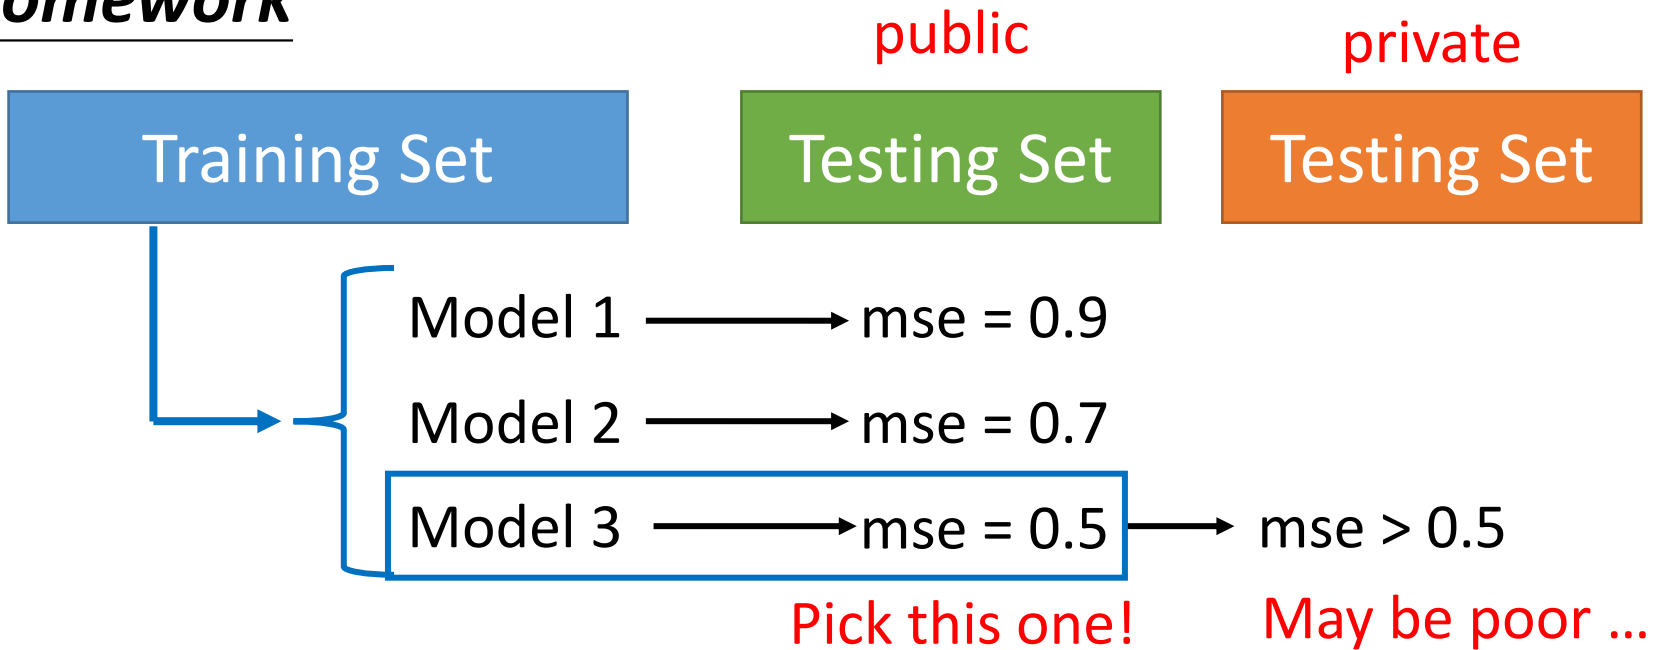 omework
public
private
Training Set
Testing Set
Testing Set
Model 1
mse = 0.9
Model 2
mse = 0.7
Model 3
mse = 0.5
mse > 0.5
Pick this one!
May be poor ...